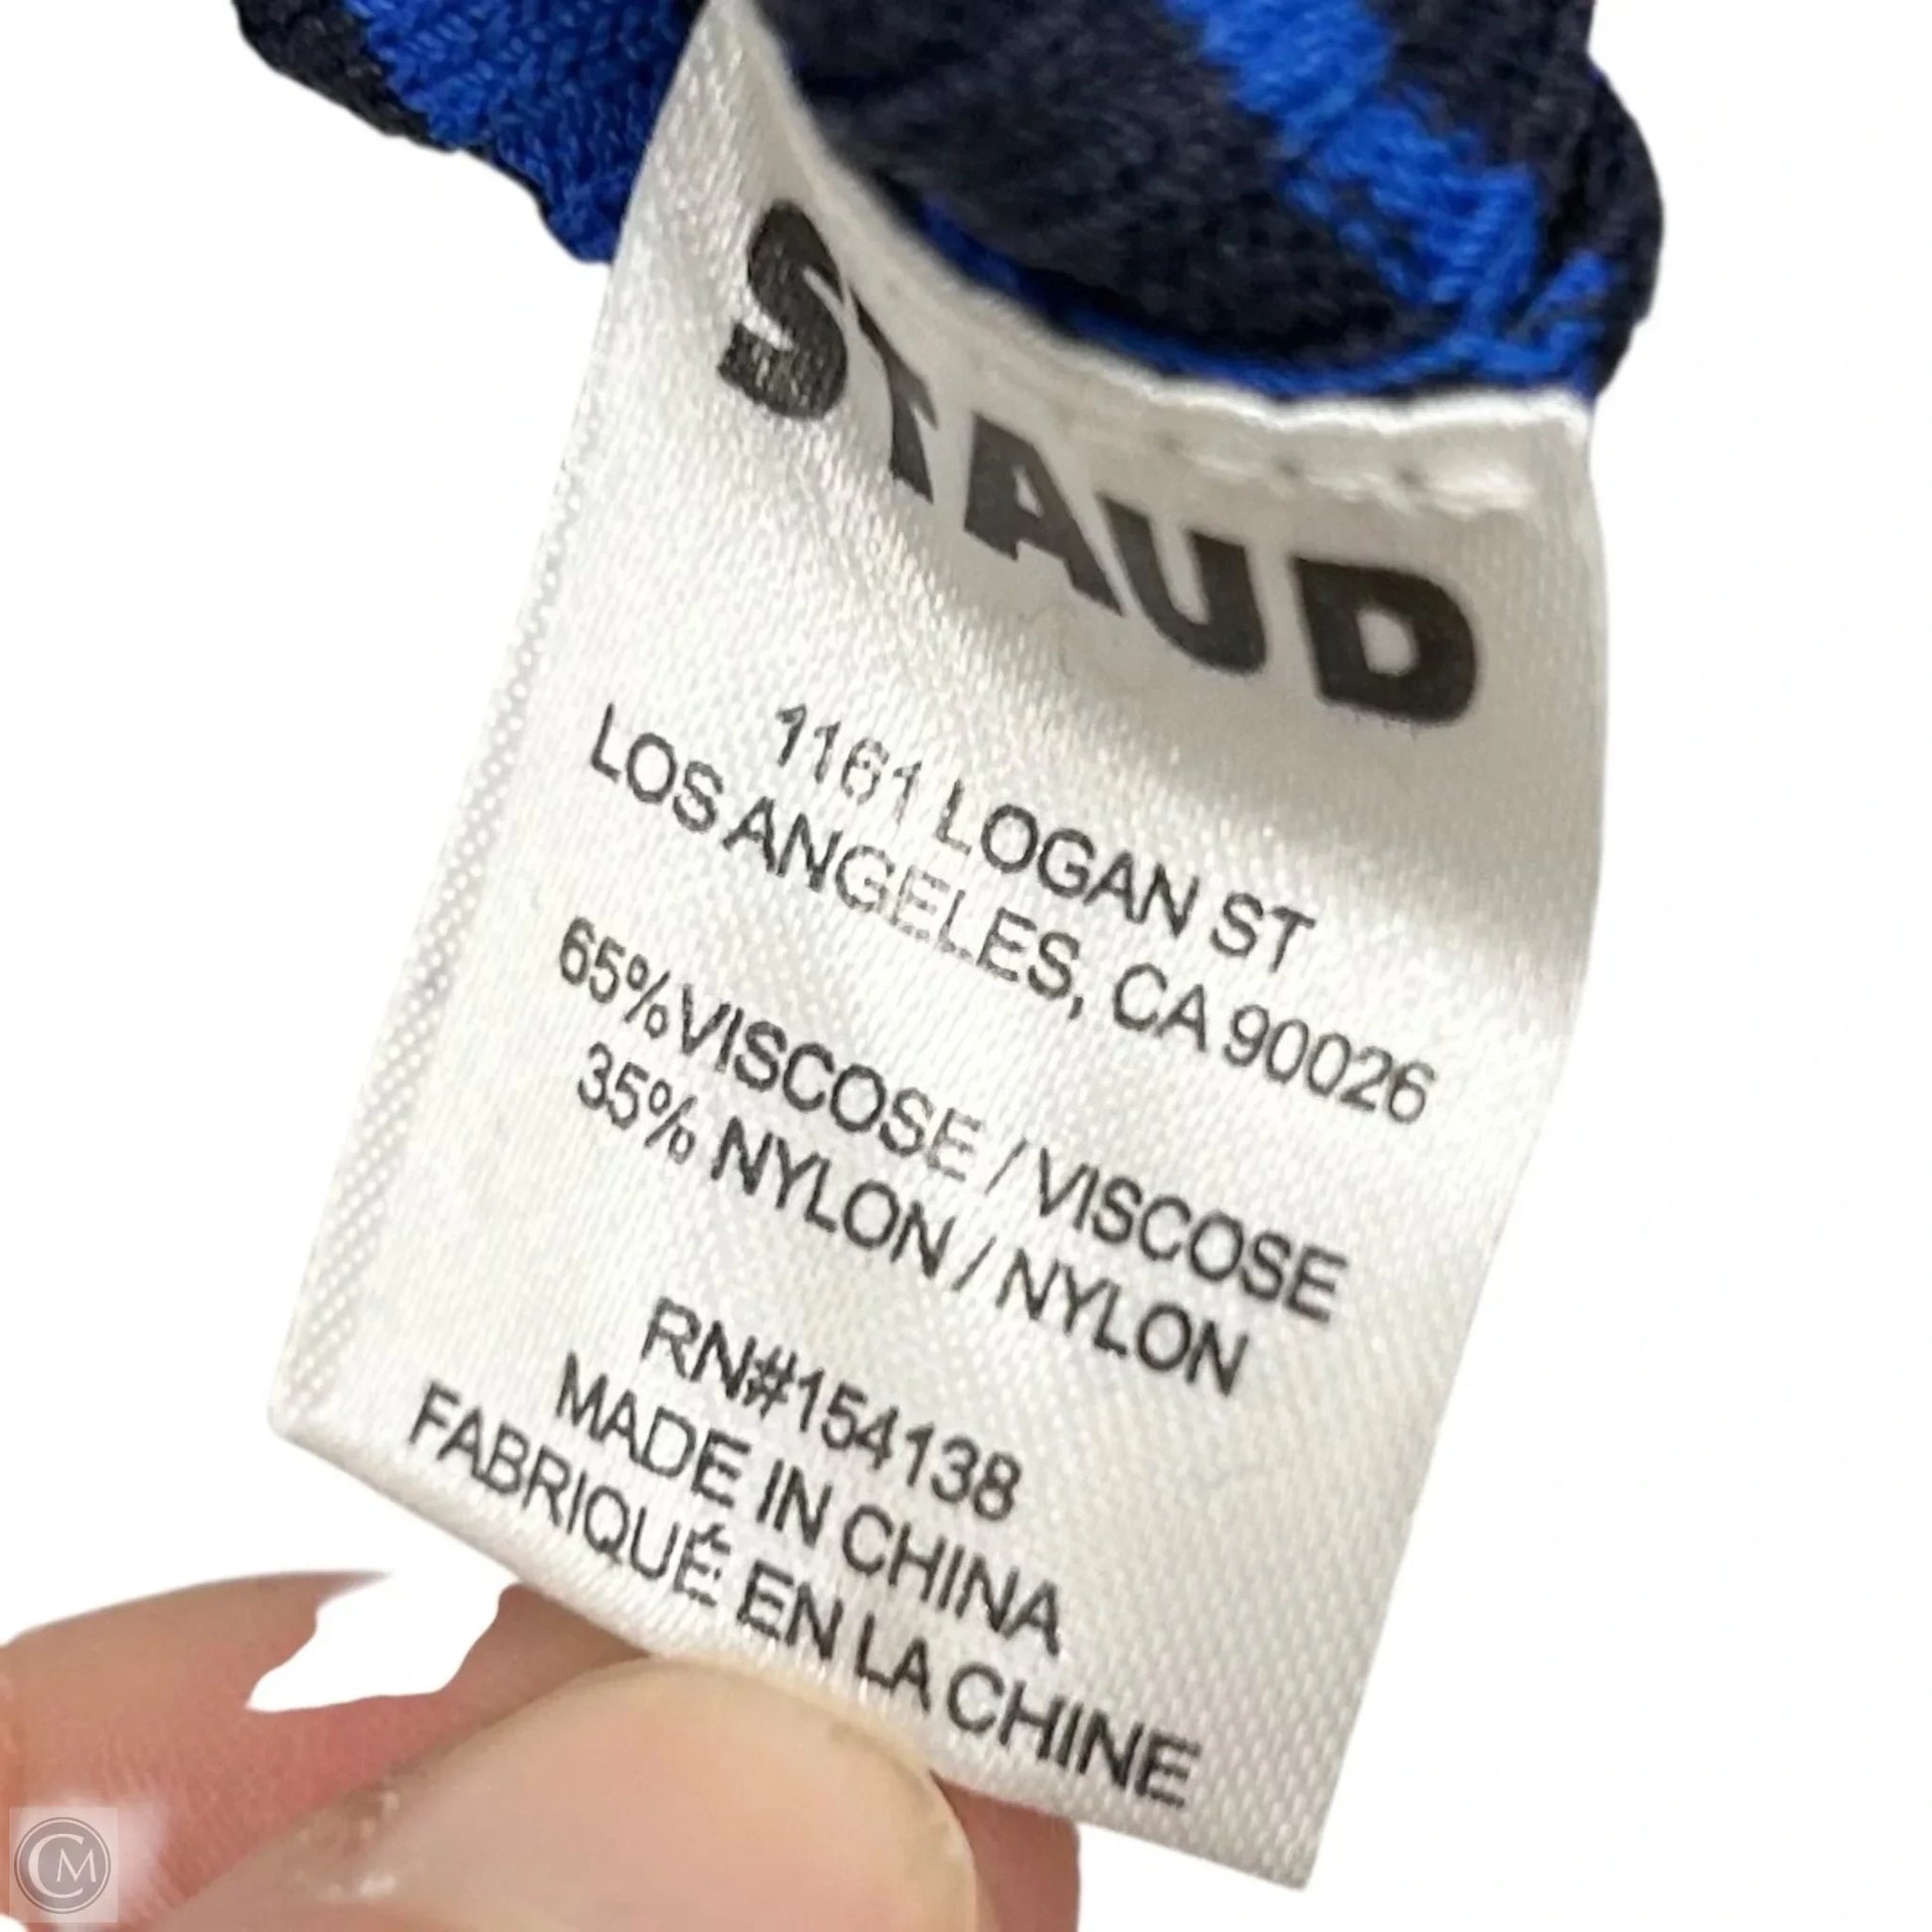 STAUD
1161 LOGAN ST
LOS ANGELES, CA 90026
65% VISCOSE / VISCOSE
35% NYLON / NYLON
RN#154138
MADE IN CHINA
FABRIQUÉ EN LA CHINE
CM